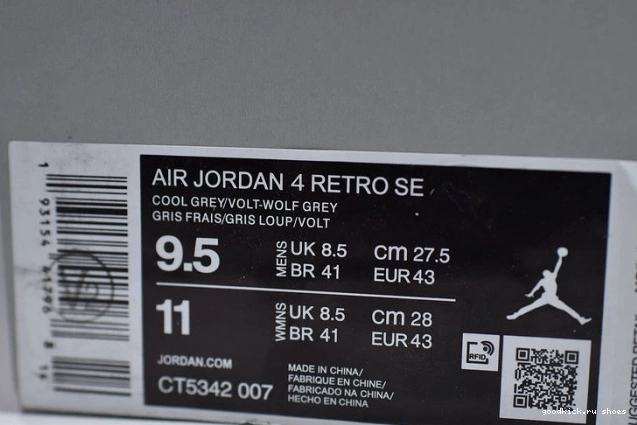 AIR JORDAN 4 RETRO SE
COOL GREY/VOLT-WOLF GREY
GRIS FRAIS/GRIS LOUP/VOLT
9.5
MENS
UK 8.5 cm 27.5
BR 41 EUR 43
11
WMNS
UK 8.5 cm 28
BR 41 EUR 43
JORDAN.COM
CT5342 007
MADE IN CHINA/
FABRIQUE EN CHINE/
FABRICADO NA CHINA/
HECHO EN CHINA
RFID
1 93154
goodkick.ru shoes